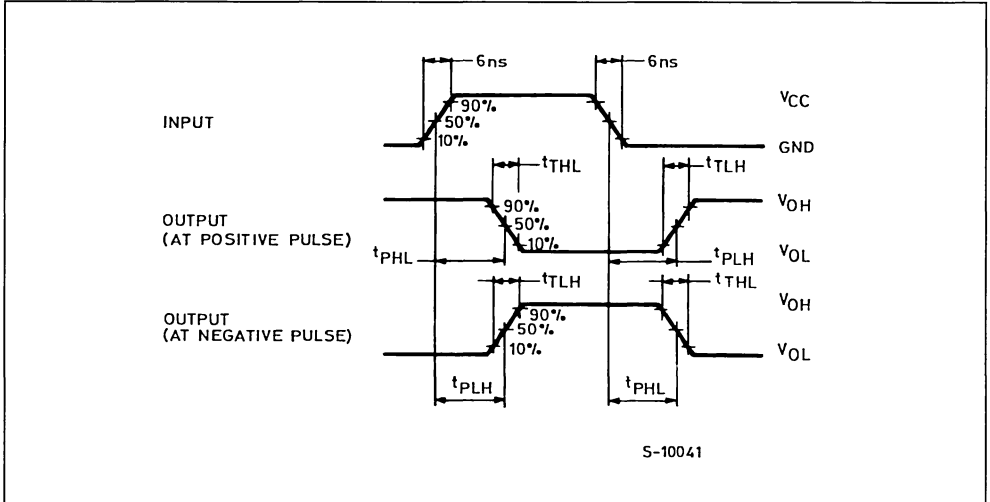 6ns 6ns
90%
50%
10%
VCC
INPUT
GND
tTHL tTLH
90%
50%
10%
VOH
OUTPUT
(AT POSITIVE PULSE)
VOL
tPHL tPLH
tTLH tTHL
90%
50%
10%
VOH
OUTPUT
(AT NEGATIVE PULSE)
VOL
tPLH tPHL
S-10041